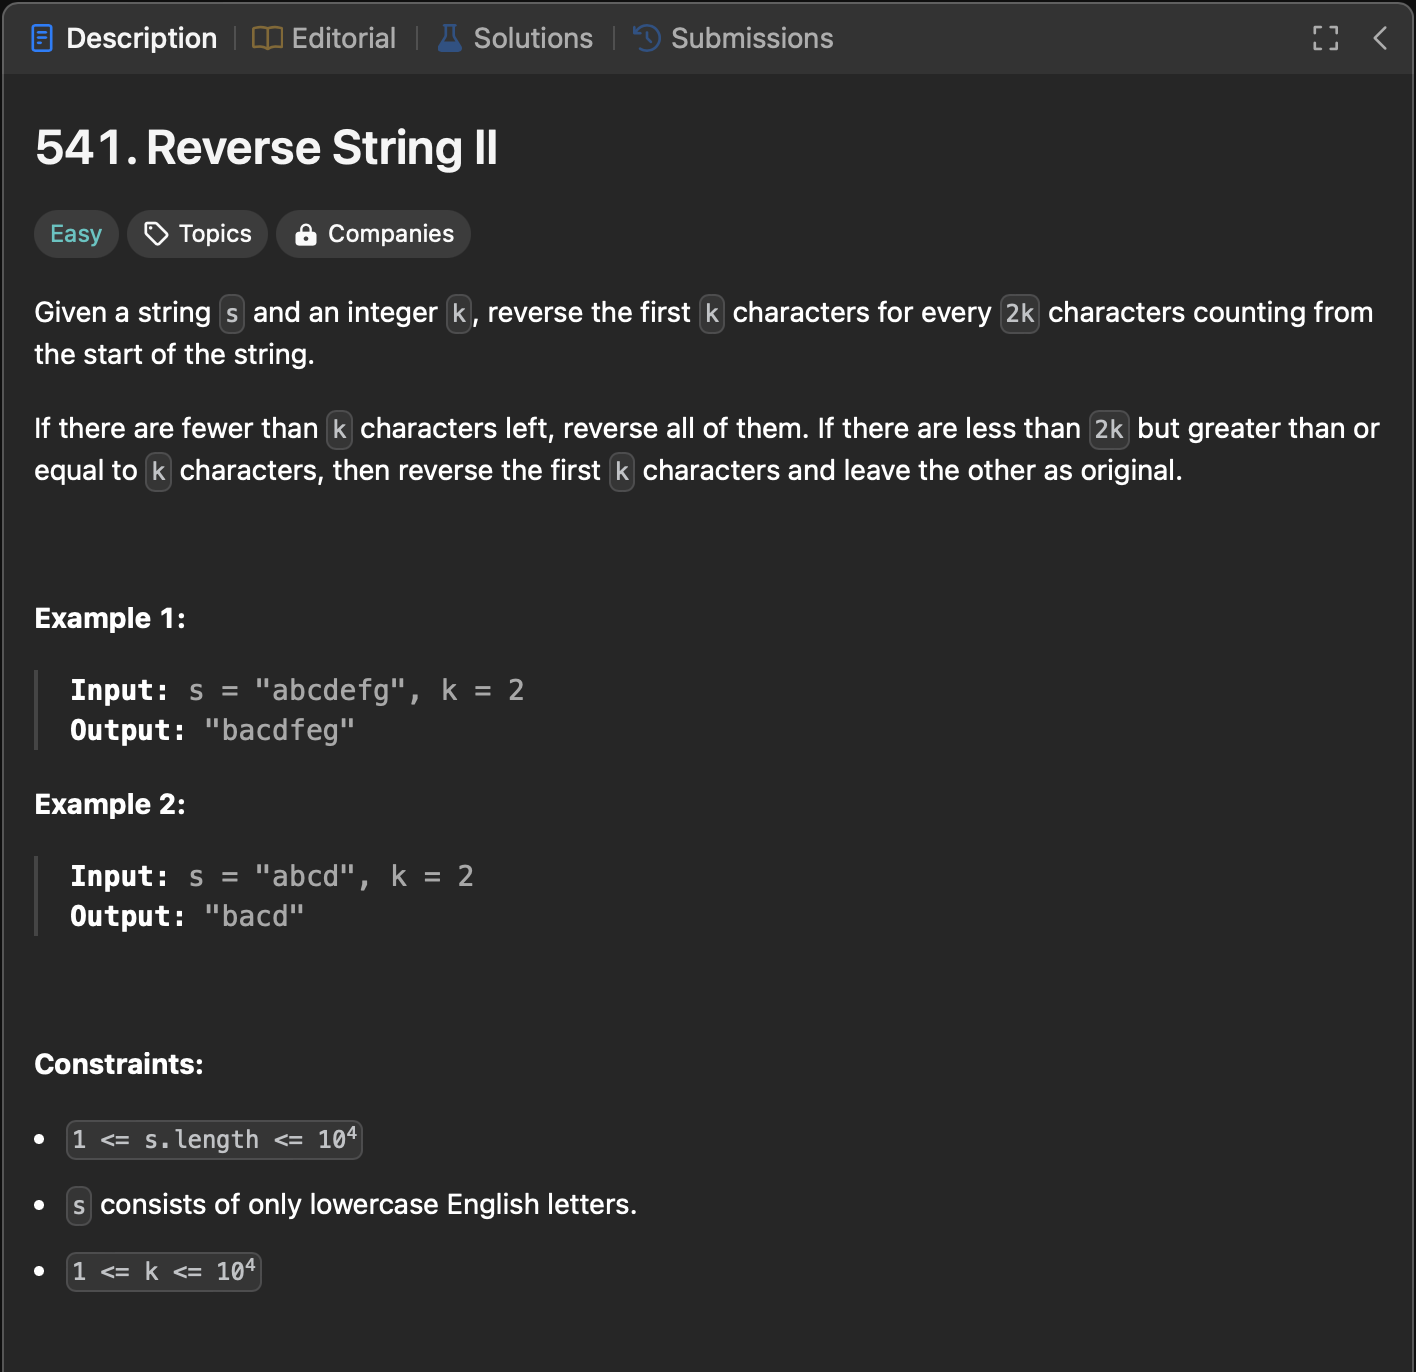 Description | Editorial | Solutions | Submissions
541. Reverse String II
Easy Topics Companies
Given a string s and an integer k, reverse the first k characters for every 2k characters counting from
the start of the string.
If there are fewer than k characters left, reverse all of them. If there are less than 2k but greater than or
equal to k characters, then reverse the first k characters and leave the other as original.
Example 1:
Input: s = "abcdefg", k = 2
Output: "bacdfeg"
Example 2:
Input: s = "abcd", k = 2
Output: "bacd"
Constraints:
• 1 <= s.length <= 10⁴
• s consists of only lowercase English letters.
• 1 <= k <= 10⁴